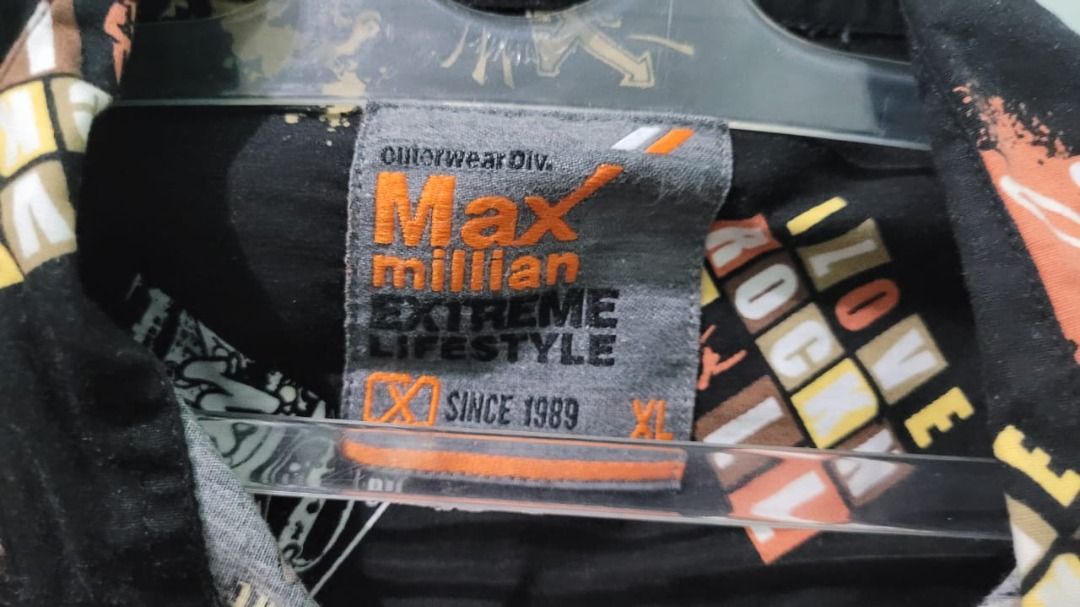 outerwear Div.
Max
millian
EXTREME
LIFESTYLE
X SINCE 1989 XL
I LOVE
ROCK